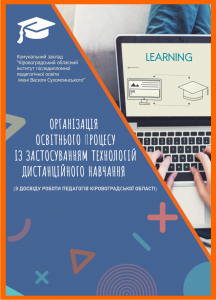 Комунальний заклад
"Кіровоградський обласний
інститут післядипломної
педагогічної освіти
імені Василя Сухомлинського"
LEARNING
ОРГАНІЗАЦІЯ
ОСВІТНЬОГО ПРОЦЕСУ
ІЗ ЗАСТОСУВАННЯМ ТЕХНОЛОГІЙ
ДИСТАНЦІЙНОГО НАВЧАННЯ
(З ДОСВІДУ РОБОТИ ПЕДАГОГІВ КІРОВОГРАДСЬКОЇ ОБЛАСТІ)